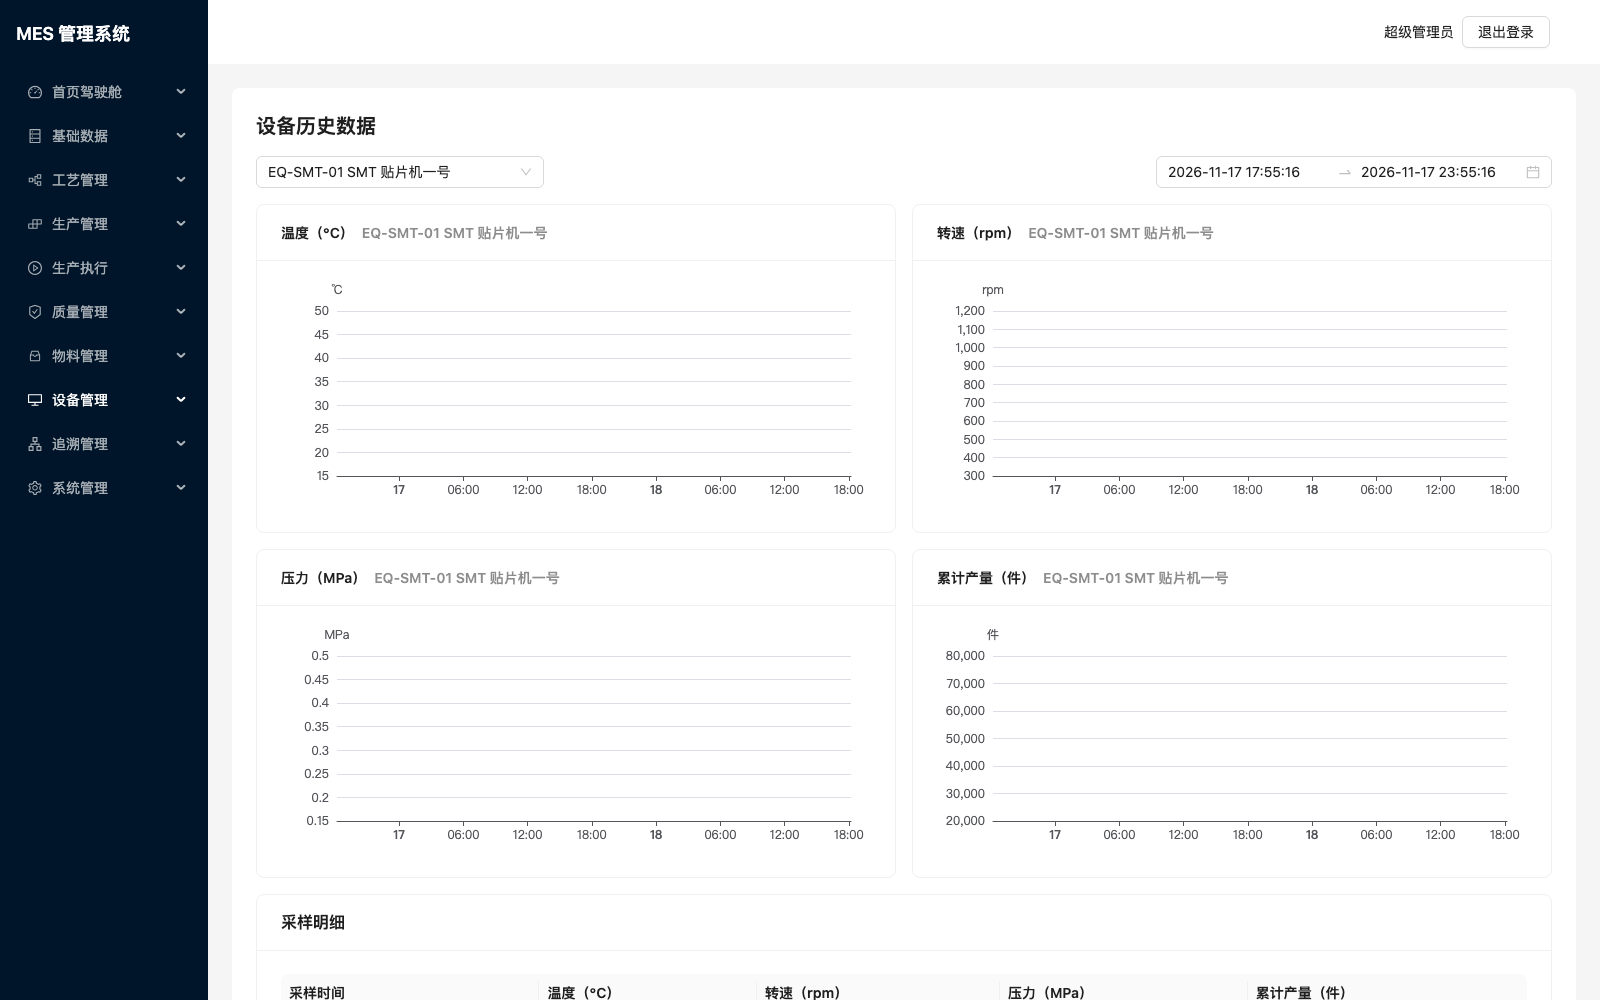 MES 管理系统
首页驾驶舱
基础数据
工艺管理
生产管理
生产执行
质量管理
物料管理
设备管理
追溯管理
系统管理
超级管理员 退出登录
设备历史数据
EQ-SMT-01 SMT 贴片机一号
2026-11-17 17:55:16 → 2026-11-17 23:55:16
温度（°C） EQ-SMT-01 SMT 贴片机一号
℃
50
45
40
35
30
25
20
15
17 06:00 12:00 18:00 18 06:00 12:00 18:00
转速（rpm） EQ-SMT-01 SMT 贴片机一号
rpm
1,200
1,100
1,000
900
800
700
600
500
400
300
17 06:00 12:00 18:00 18 06:00 12:00 18:00
压力（MPa） EQ-SMT-01 SMT 贴片机一号
MPa
0.5
0.45
0.4
0.35
0.3
0.25
0.2
0.15
17 06:00 12:00 18:00 18 06:00 12:00 18:00
累计产量（件） EQ-SMT-01 SMT 贴片机一号
件
80,000
70,000
60,000
50,000
40,000
30,000
20,000
17 06:00 12:00 18:00 18 06:00 12:00 18:00
采样明细
采样时间 温度（°C） 转速（rpm） 压力（MPa） 累计产量（件）